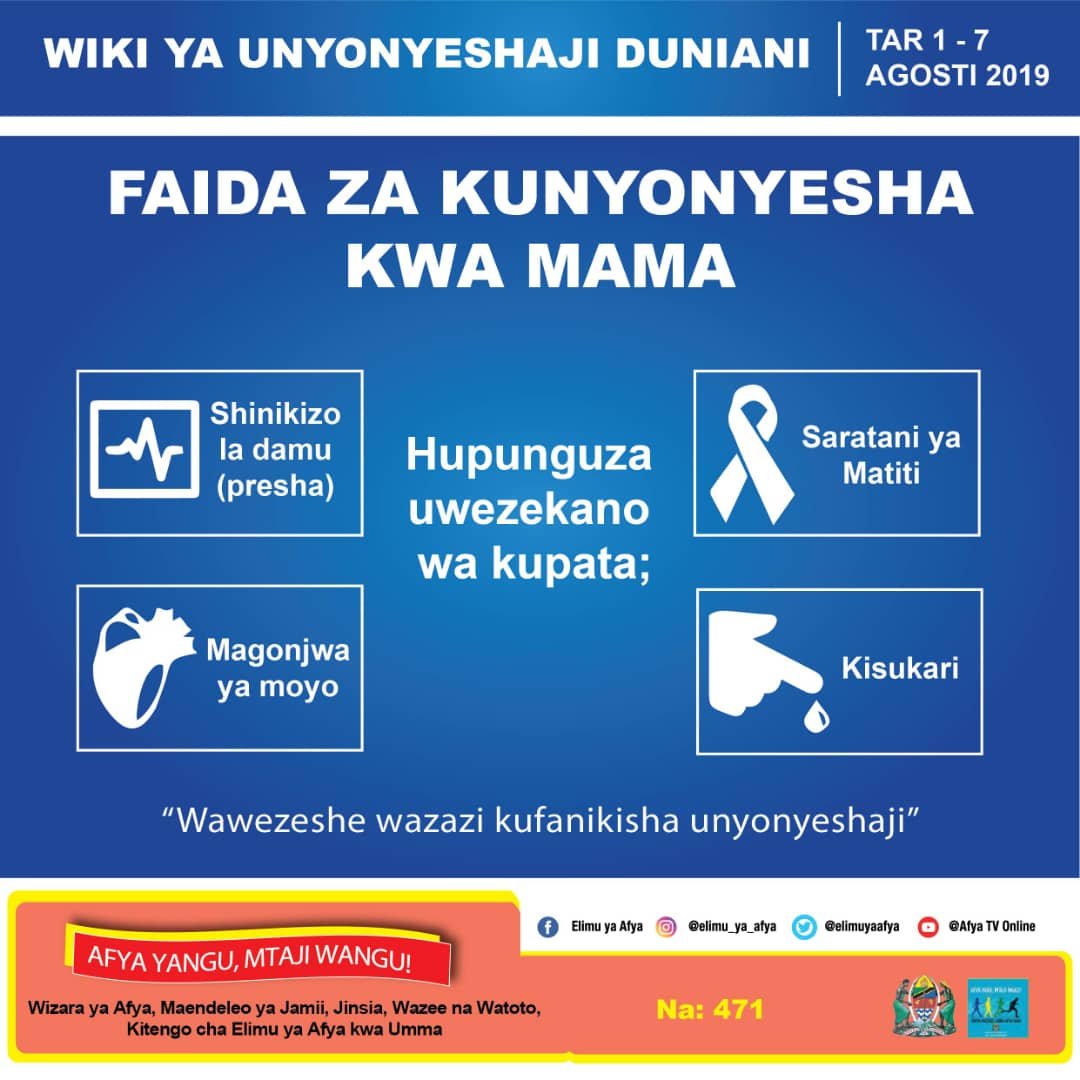 WIKI YA UNYONYESHAJI DUNIANI
TAR 1 - 7
AGOSTI 2019
FAIDA ZA KUNYONYESHA
KWA MAMA
Shinikizo
la damu
(presha)
Hupunguza
uwezekano
wa kupata;
Saratani ya
Matiti
Magonjwa
ya moyo
Kisukari
“Wawezeshe wazazi kufanikisha unyonyeshaji”
Elimu ya Afya
@elimu_ya_afya
@elimuyaafya
@Afya TV Online
AFYA YANGU, MTAJI WANGU!
Wizara ya Afya, Maendeleo ya Jamii, Jinsia, Wazee na Watoto,
Kitengo cha Elimu ya Afya kwa Umma
Na: 471